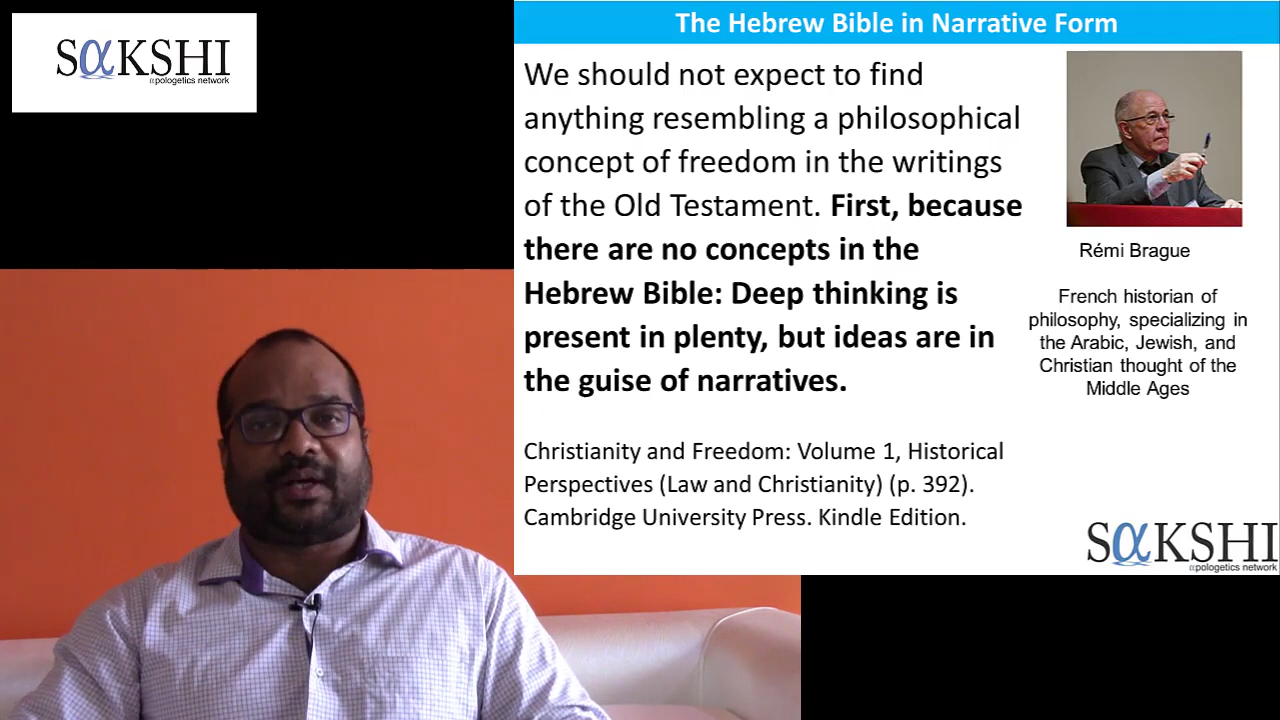 SαKSHI
αpologetics network
The Hebrew Bible in Narrative Form
We should not expect to find
anything resembling a philosophical
concept of freedom in the writings
of the Old Testament. First, because
there are no concepts in the
Hebrew Bible: Deep thinking is
present in plenty, but ideas are in
the guise of narratives.
Christianity and Freedom: Volume 1, Historical
Perspectives (Law and Christianity) (p. 392).
Cambridge University Press. Kindle Edition.
Rémi Brague
French historian of
philosophy, specializing in
the Arabic, Jewish, and
Christian thought of the
Middle Ages
SαKSHI
αpologetics network